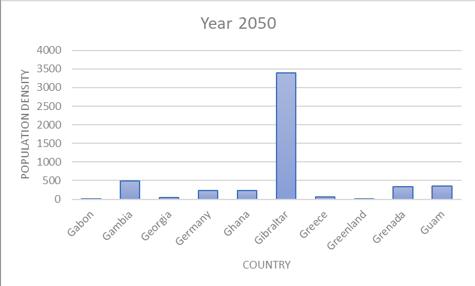 Year 2050
4000
3500
3000
2500
2000
1500
1000
500
0
POPULATION DENSITY
Gabon
Gambia
Georgia
Germany
Ghana
Gibraltar
Greece
Greenland
Grenada
Guam
COUNTRY